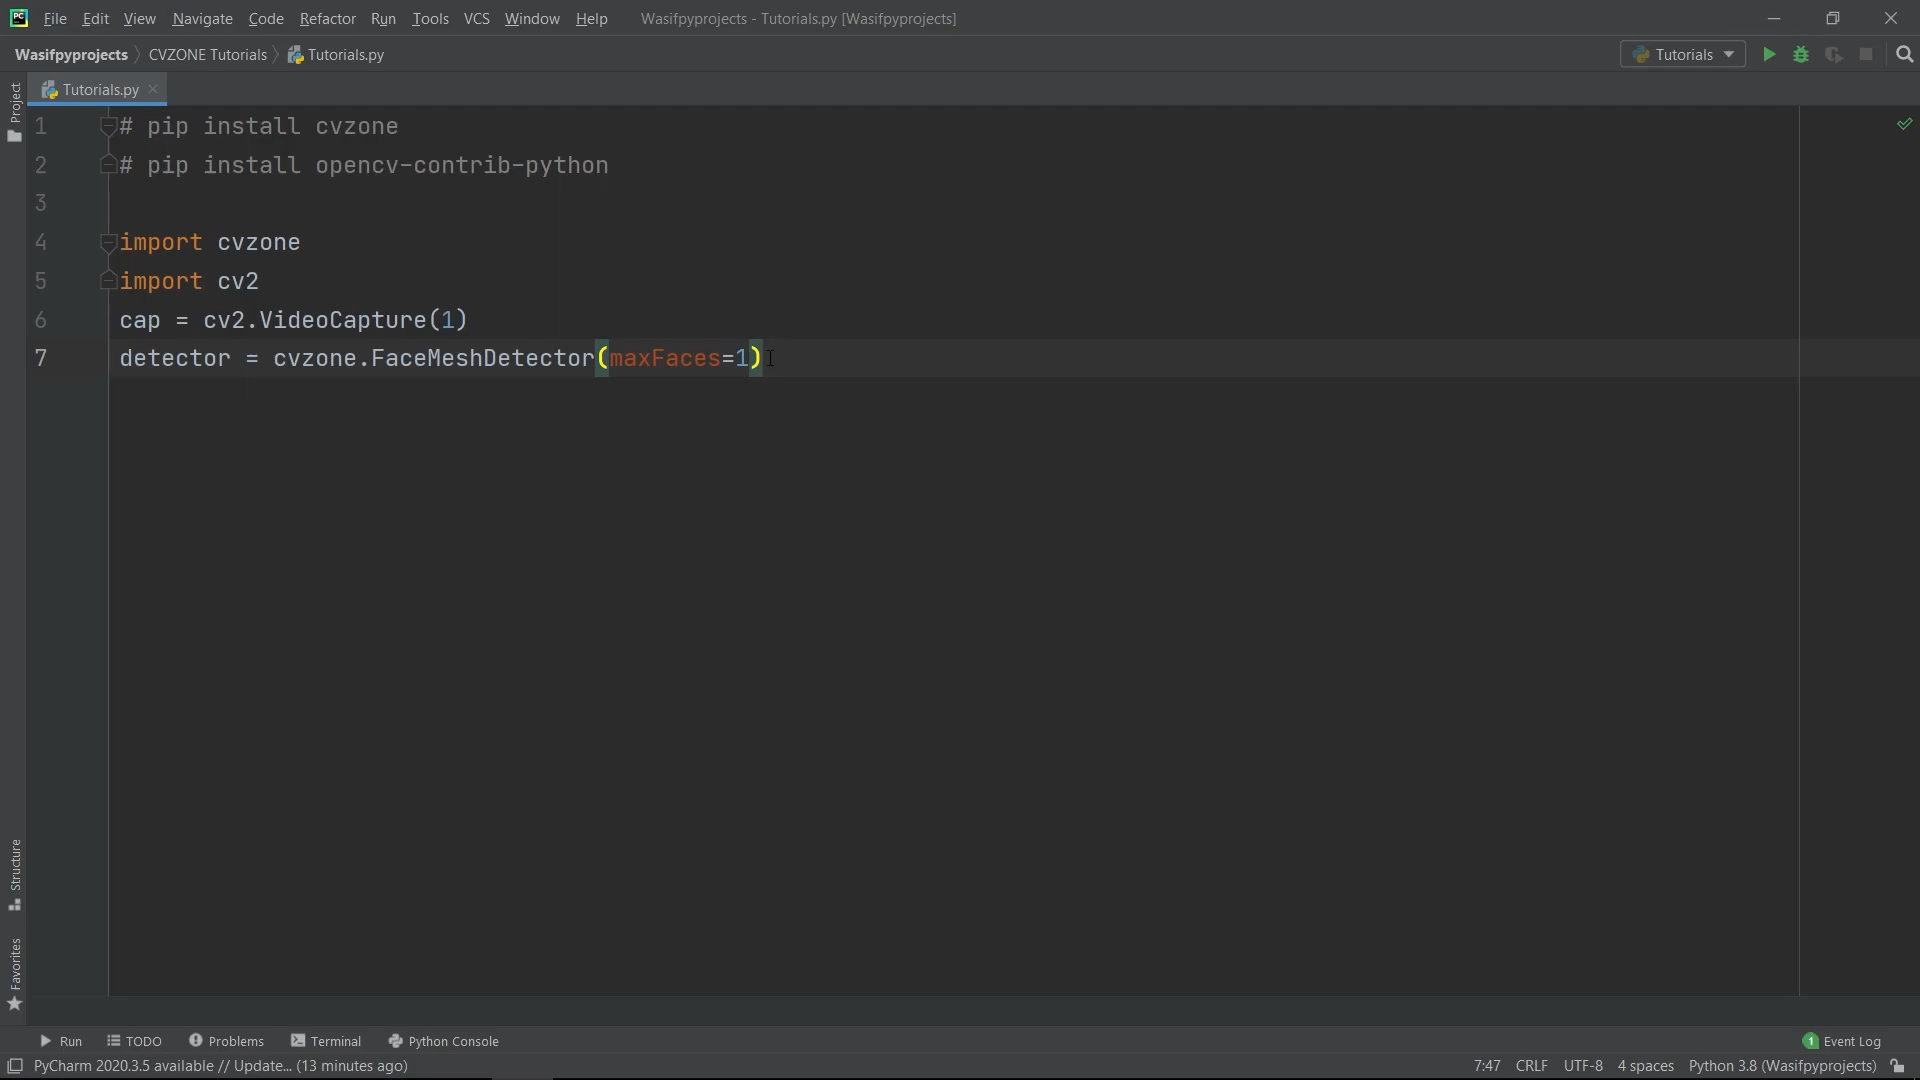 File Edit View Navigate Code Refactor Run Tools VCS Window Help Wasifpyprojects - Tutorials.py [Wasifpyprojects]
Wasifpyprojects CVZONE Tutorials Tutorials.py Tutorials
Tutorials.py
Project
1 # pip install cvzone
2 # pip install opencv-contrib-python
3
4 import cvzone
5 import cv2
6 cap = cv2.VideoCapture(1)
7 detector = cvzone.FaceMeshDetector(maxFaces=1)
Structure
Favorites
Run TODO Problems Terminal Python Console 1 Event Log
PyCharm 2020.3.5 available // Update... (13 minutes ago) 7:47 CRLF UTF-8 4 spaces Python 3.8 (Wasifpyprojects)